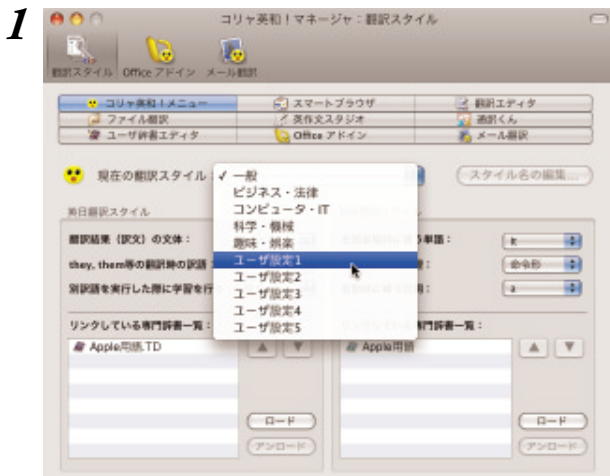 1
コリャ英和！マネージャ：翻訳スタイル
翻訳スタイル Office アドイン メール翻訳
コリャ英和！メニュー スマートブラウザ 翻訳エディタ
ファイル翻訳 英作文スタジオ 通訳くん
ユーザ辞書エディタ Office アドイン メール翻訳
現在の翻訳スタイル： ✓ 一般 スタイル名の編集...
ビジネス・法律
コンピュータ・IT
科学・機械
趣味・娯楽
ユーザ設定1
ユーザ設定2
ユーザ設定3
ユーザ設定4
ユーザ設定5
英日翻訳スタイル
翻訳結果（訳文）の文体： 単語： it
they, them等の翻訳時の訳語 命令形
別訳語を実行した際に学習を行 a
リンクしている専門辞書一覧： 専門辞書一覧：
Apple用語.TD ▲ ▼ Apple用語 ▲ ▼
ロード ロード
アンロード アンロード